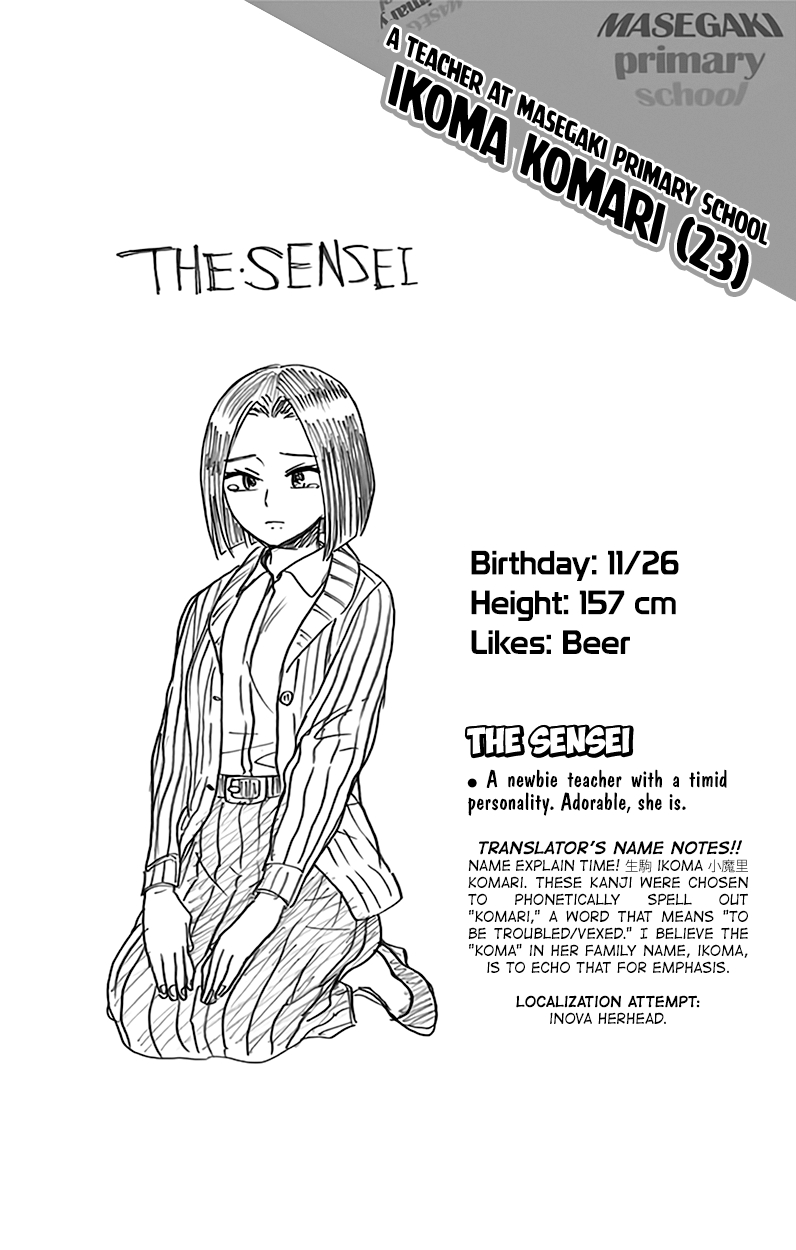 MASEGAKI
primary
school
A TEACHER AT MASEGAKI PRIMARY SCHOOL
IKOMA KOMARI (23)
THE·SENSEI
Birthday: 11/26
Height: 157 cm
Likes: Beer
THE SENSEI
• A newbie teacher with a timid
personality. Adorable, she is.
TRANSLATOR'S NAME NOTES!!
NAME EXPLAIN TIME! 生駒 IKOMA 小魔里
KOMARI. THESE KANJI WERE CHOSEN
TO PHONETICALLY SPELL OUT
"KOMARI," A WORD THAT MEANS "TO
BE TROUBLED/VEXED." I BELIEVE THE
"KOMA" IN HER FAMILY NAME, IKOMA,
IS TO ECHO THAT FOR EMPHASIS.
LOCALIZATION ATTEMPT:
INOVA HERHEAD.